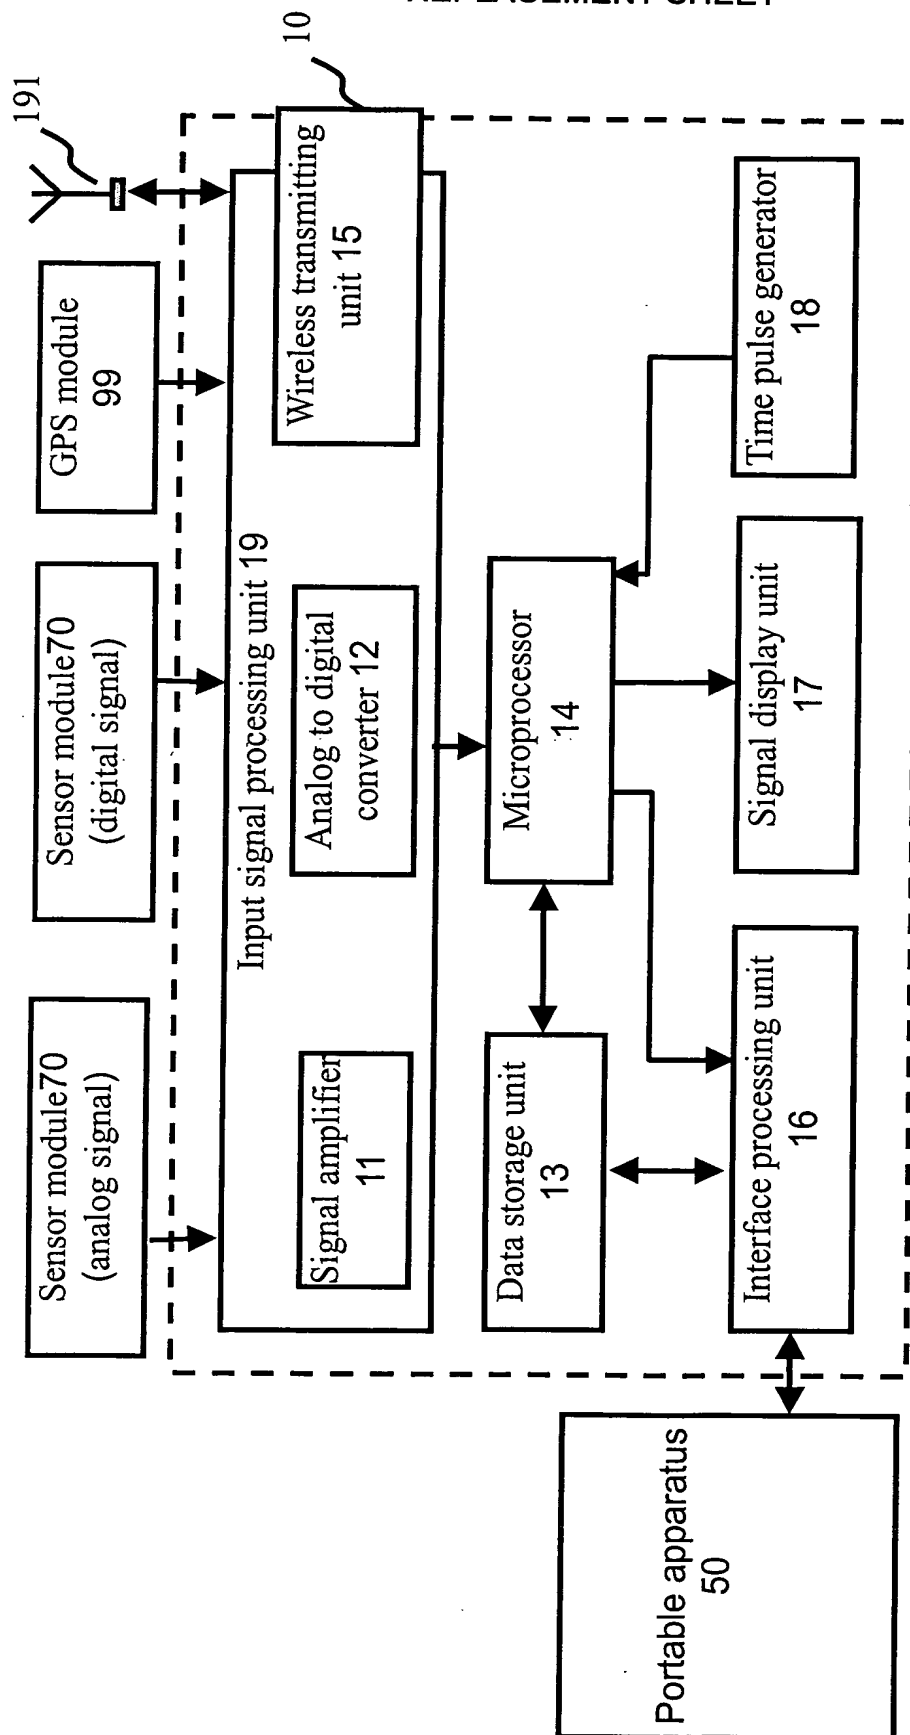 REPLACEMENT SHEET
Sensor module70
(analog signal)
Sensor module70
(digital signal)
GPS module
99
191
10
Input signal processing unit 19
Signal amplifier
11
Analog to digital
converter 12
Wireless transmitting
unit 15
Data storage unit
13
Microprocessor
14
Portable apparatus
50
Interface processing unit
16
Signal display unit
17
Time pulse generator
18